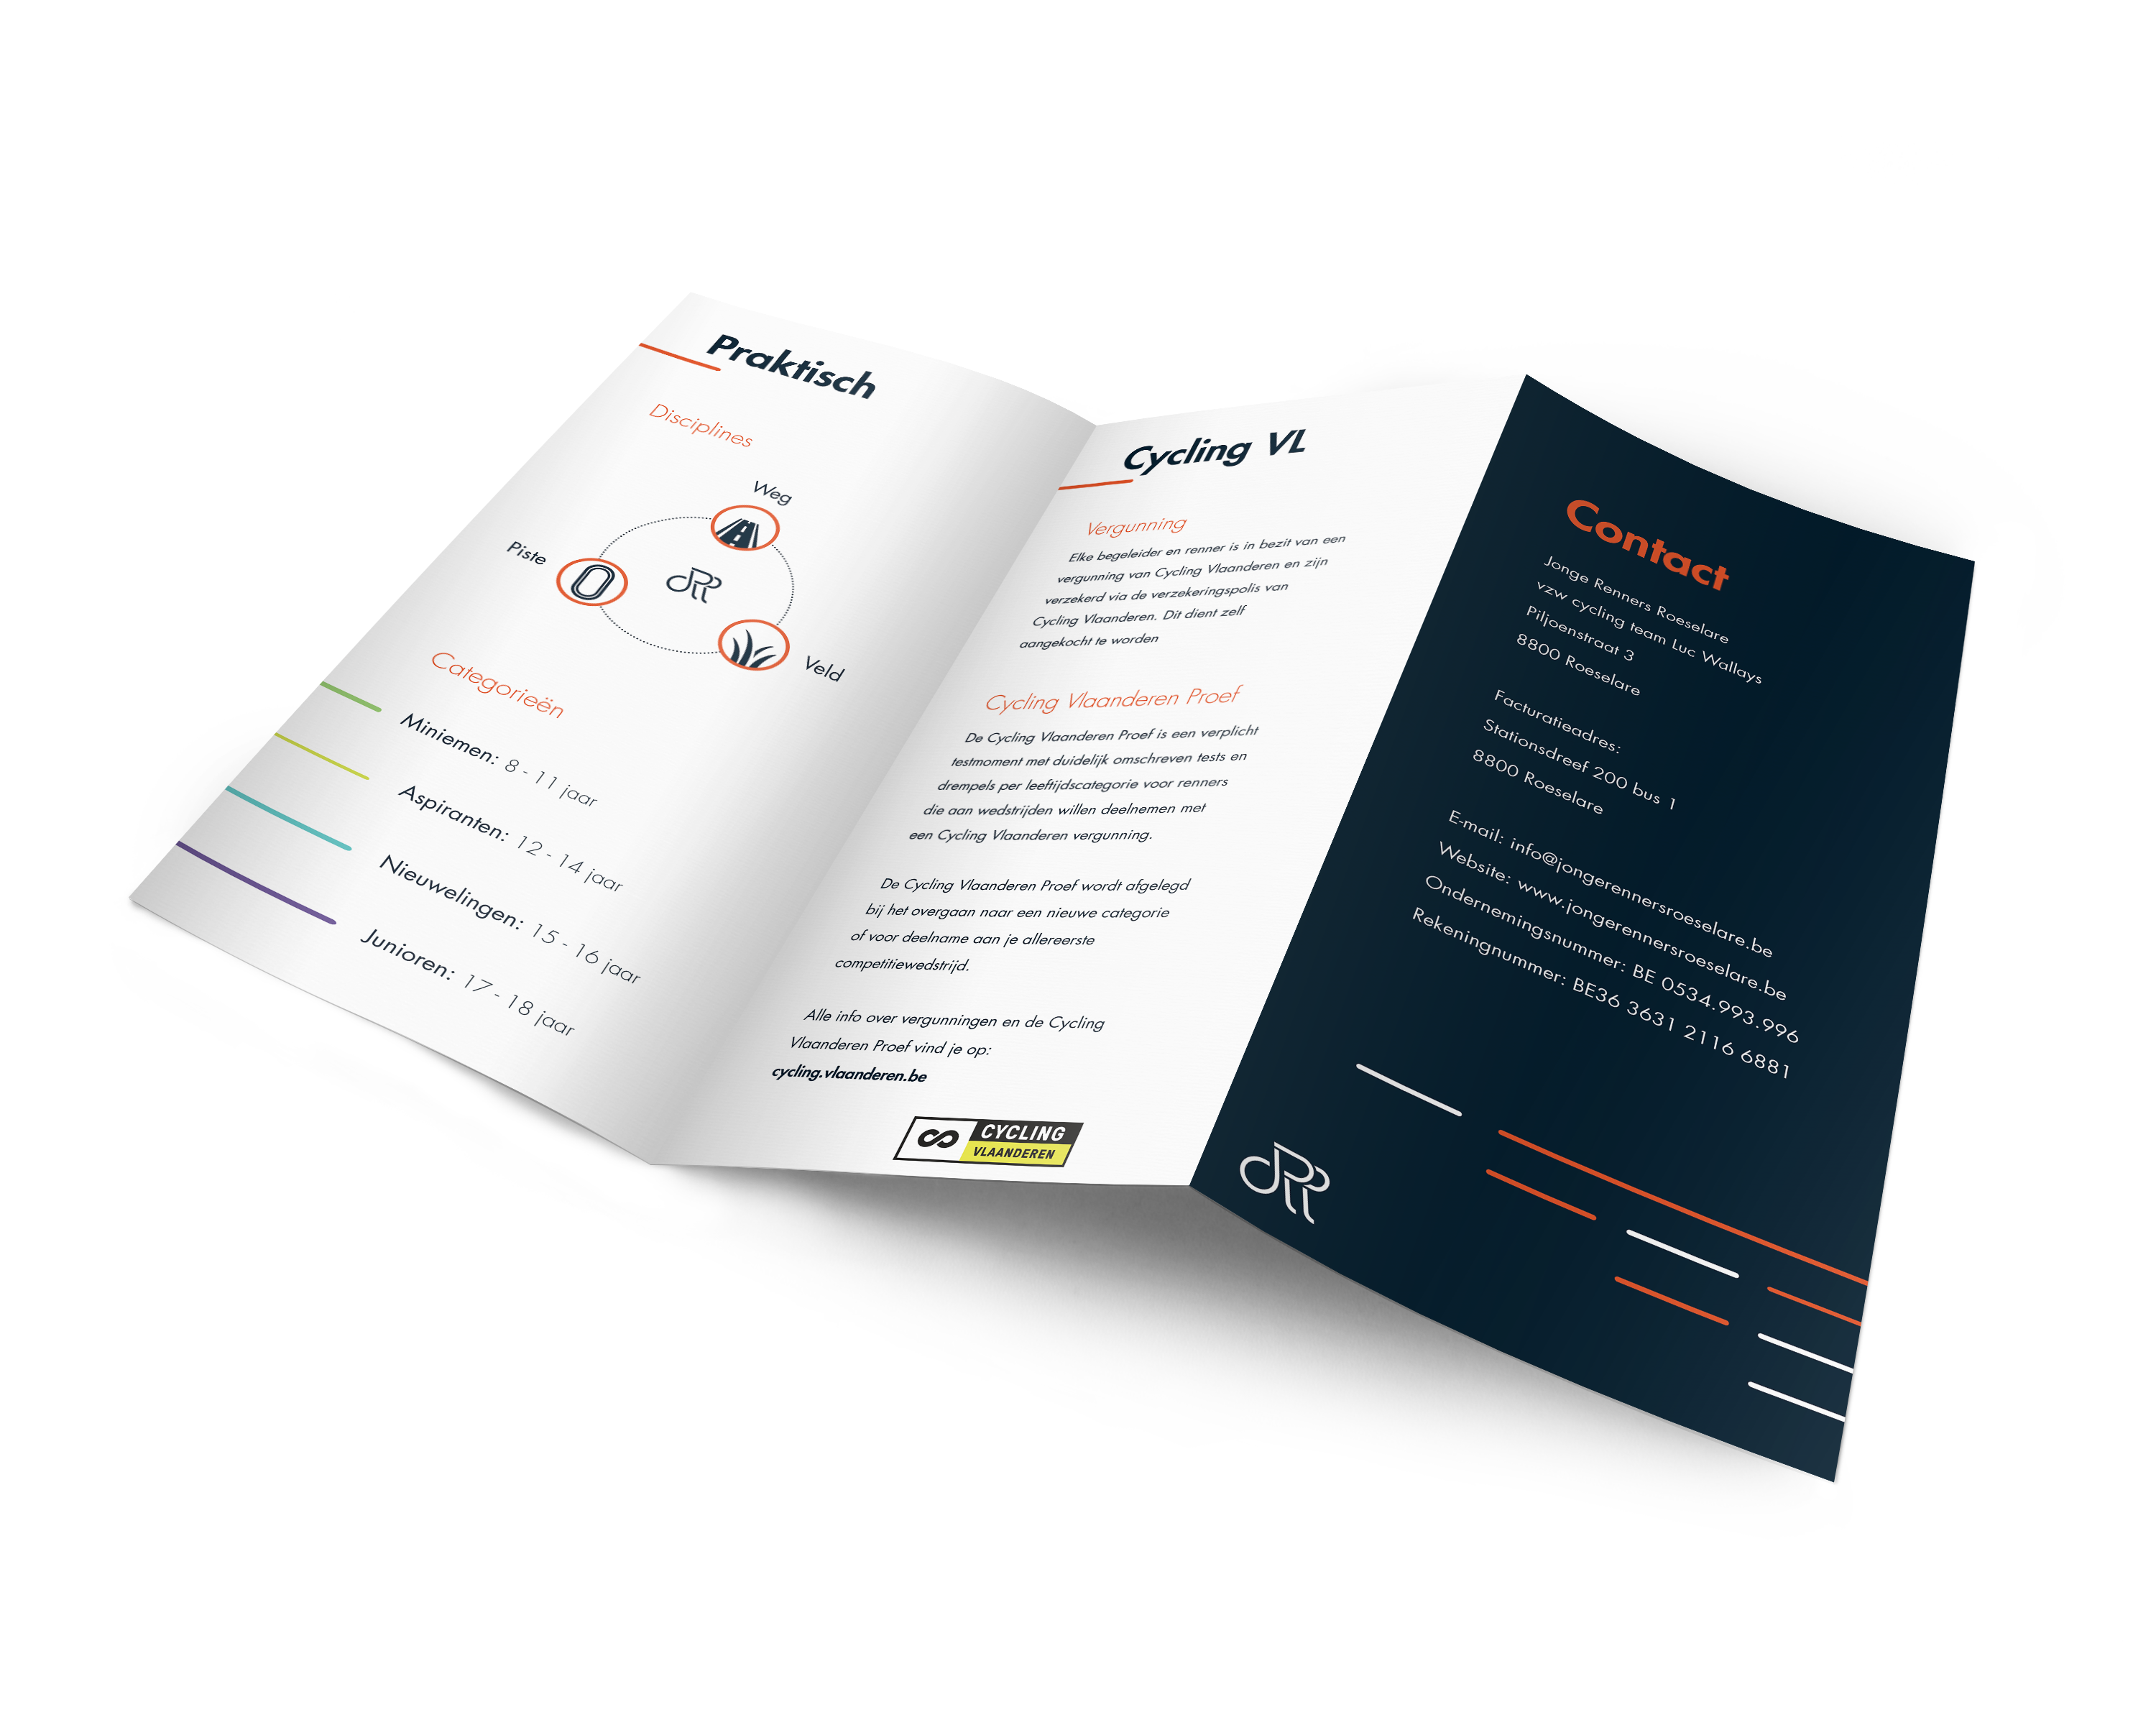 Praktisch
Disciplines
Weg
Piste
Veld
Categorieën
Miniemen: 8 - 11 jaar
Aspiranten: 12 - 14 jaar
Nieuwelingen: 15 - 16 jaar
Junioren: 17 - 18 jaar
Cycling VL
Vergunning
Elke begeleider en renner is in bezit van een
vergunning van Cycling Vlaanderen en zijn
verzekerd via de verzekeringspolis van
Cycling Vlaanderen. Dit dient zelf
aangekocht te worden
Cycling Vlaanderen Proef
De Cycling Vlaanderen Proef is een verplicht
testmoment met duidelijk omschreven tests en
drempels per leeftijdscategorie voor renners
die aan wedstrijden willen deelnemen met
een Cycling Vlaanderen vergunning.
De Cycling Vlaanderen Proef wordt afgelegd
bij het overgaan naar een nieuwe categorie
of voor deelname aan je allereerste
competitiewedstrijd.
Alle info over vergunningen en de Cycling
Vlaanderen Proef vind je op:
cycling.vlaanderen.be
CYCLING
VLAANDEREN
Contact
Jonge Renners Roeselare
vzw cycling team Luc Wallays
Piljoenstraat 3
8800 Roeselare
Facturatieadres:
Stationsdreef 200 bus 1
8800 Roeselare
E-mail: info@jongerennersroeselare.be
Website: www.jongerennersroeselare.be
Ondernemingsnummer: BE 0534.993.996
Rekeningnummer: BE36 3631 2116 6881